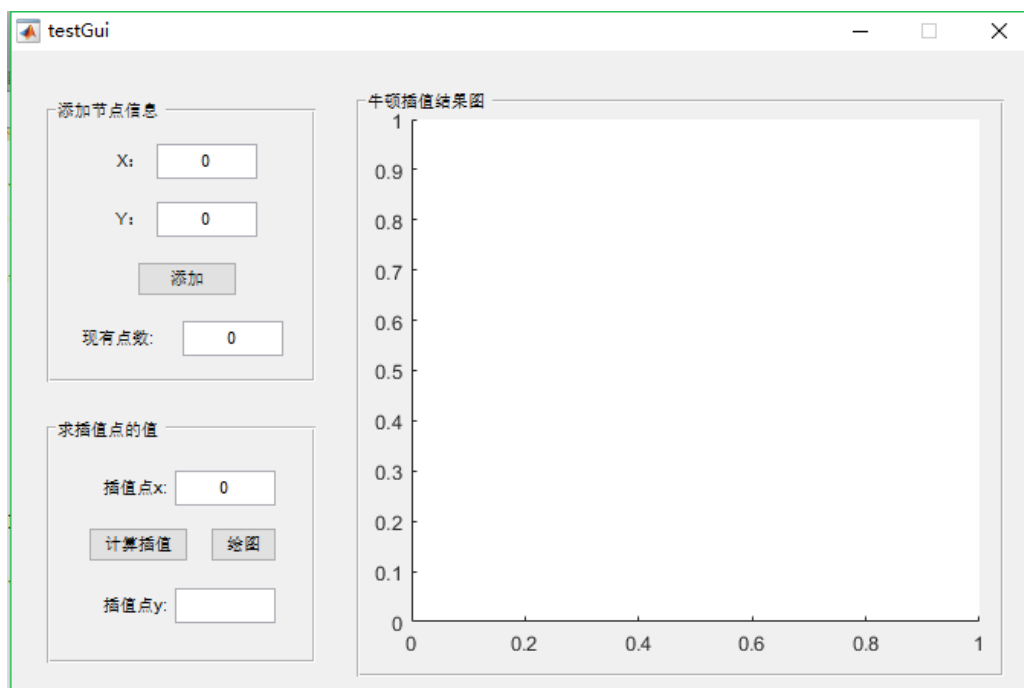 testGui
添加节点信息
X: 0
Y: 0
添加
现有点数: 0
求插值点的值
插值点x: 0
计算插值 绘图
插值点y:
牛顿插值结果图
1
0.9
0.8
0.7
0.6
0.5
0.4
0.3
0.2
0.1
0
0 0.2 0.4 0.6 0.8 1